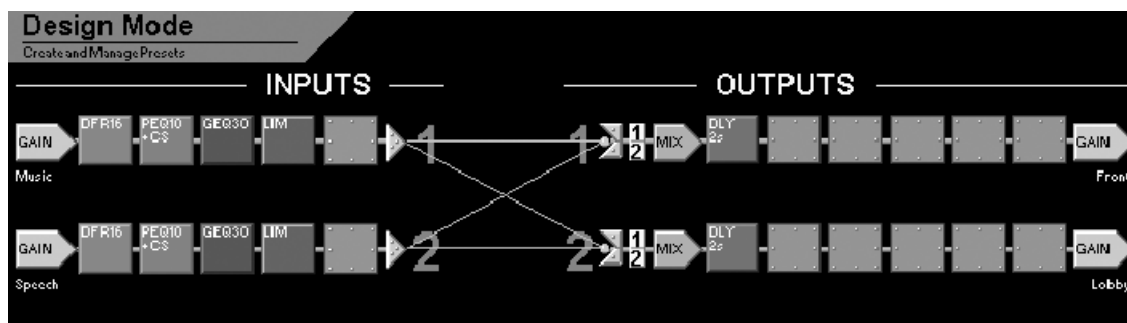 Design Mode
Create and Manage Presets
INPUTS OUTPUTS
GAIN DFR16 PEQ10 +CS GEQ30 LIM 1 1 1 2 MIX DLY 2s GAIN
Music Front
GAIN DFR16 PEQ10 +CS GEQ30 LIM 2 2 1 2 MIX DLY 2s GAIN
Speech Lobby